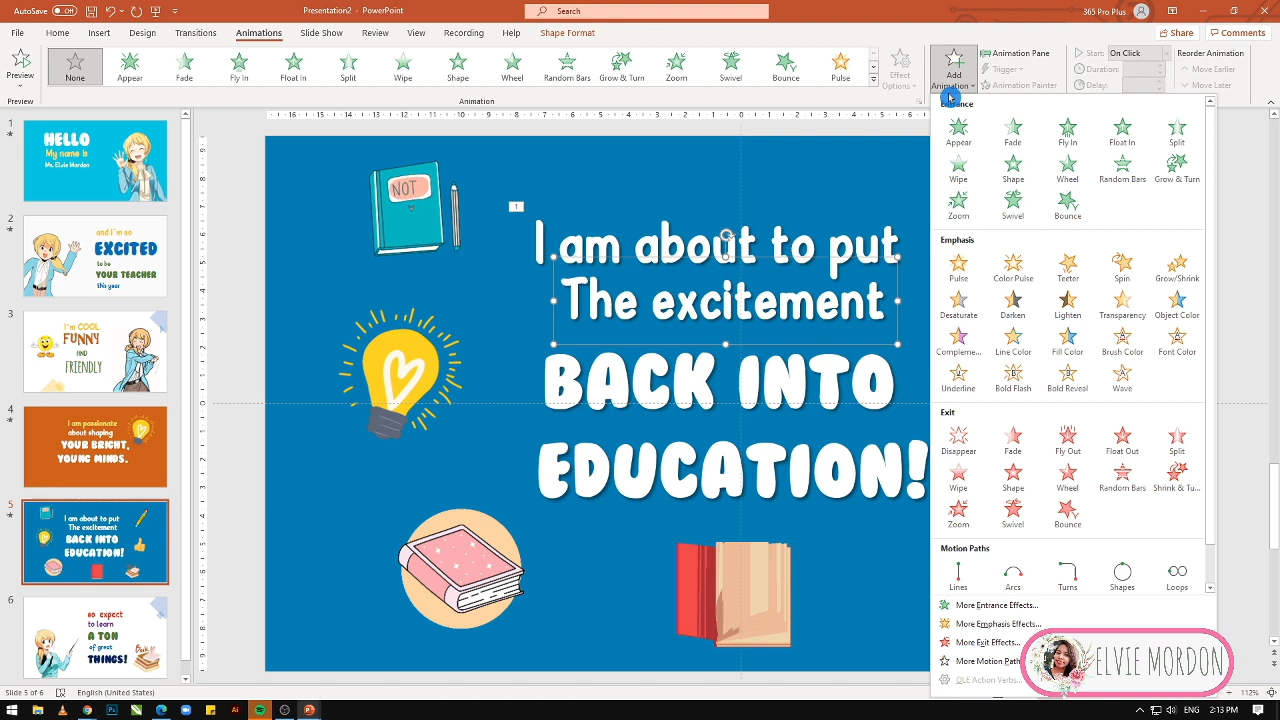 AutoSave Off Presentation2 - PowerPoint Search 365 Pro Plus
File Home Insert Design Transitions Animations Slide Show Review View Recording Help Shape Format Share Comments
Preview
Preview
None Appear Fade Fly In Float In Split Wipe Shape Wheel Random Bars Grow & Turn Zoom Swivel Bounce Pulse
Animation
Effect
Options
Add
Animation
Animation Pane
Trigger
Animation Painter
Start: On Click
Duration:
Delay:
Reorder Animation
Move Earlier
Move Later
1
HELLO
My name is
Ms. Elvie Mordon
2
and I'm so
EXCITED
to be
YOUR TEACHER
this year
3
I'm COOL
FUNNY
AND
FRIENDLY
4
I am passionate
about shaping
YOUR BRIGHT,
YOUNG MINDS.
5
I am about to put
The excitement
BACK INTO
EDUCATION!
6
so expect
to learn
A TON
of great
THINGS!
NOT
1
I am about to put
The excitement
BACK INTO
EDUCATION!
Entrance
Appear Fade Fly In Float In Split
Wipe Shape Wheel Random Bars Grow & Turn
Zoom Swivel Bounce
Emphasis
Pulse Color Pulse Teeter Spin Grow/Shrink
Desaturate Darken Lighten Transparency Object Color
Compleme... Line Color Fill Color Brush Color Font Color
Underline Bold Flash Bold Reveal Wave
Exit
Disappear Fade Fly Out Float Out Split
Wipe Shape Wheel Random Bars Shrink & Tu...
Zoom Swivel Bounce
Motion Paths
Lines Arcs Turns Shapes Loops
More Entrance Effects...
More Emphasis Effects...
More Exit Effects...
More Motion Path
OLE Action Verbs...
ELVIE MORDON
Slide 5 of 6 English (United States) 112%
ENG 2:13 PM